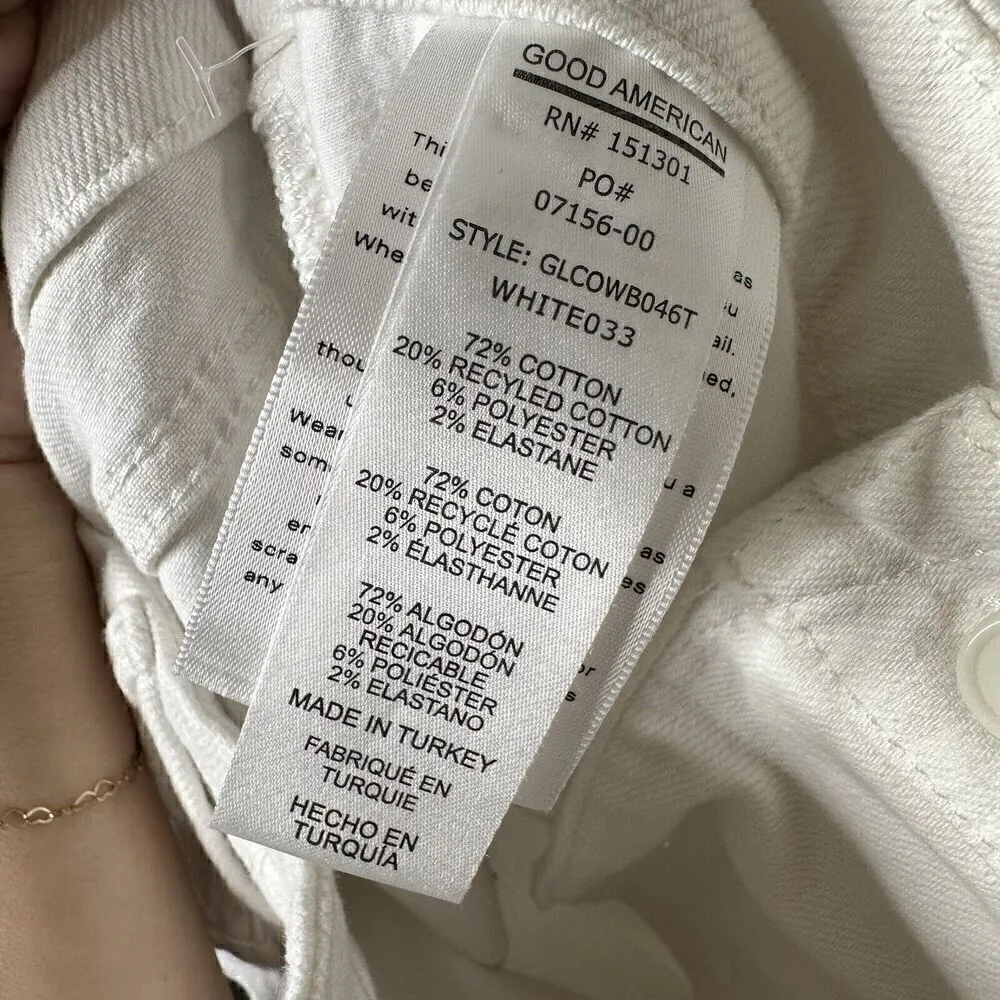 GOOD AMERICAN
RN# 151301
PO#
07156-00
STYLE: GLCOWB046T
WHITE033
72% COTTON
20% RECYLED COTTON
6% POLYESTER
2% ELASTANE
72% COTON
20% RECYCLÉ COTON
6% POLYESTER
2% ÉLASTHANNE
72% ALGODÓN
20% ALGODÓN
RECICABLE
6% POLIÉSTER
2% ELASTANO
MADE IN TURKEY
FABRIQUÉ EN
TURQUIE
HECHO EN
TURQUÍA